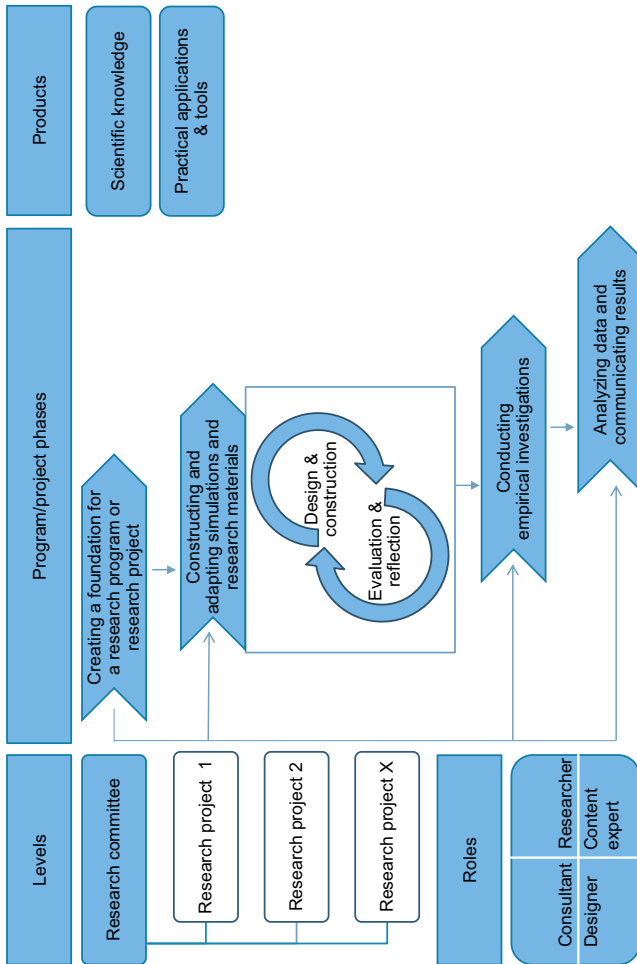 Levels
Program/project phases
Products
Research committee
Research project 1
Research project 2
Research project X
Creating a foundation for
a research program or
research project
Constructing and
adapting simulations and
research materials
Design &
construction
Evaluation &
reflection
Conducting
empirical investigations
Analyzing data and
communicating results
Scientific knowledge
Practical applications
& tools
Roles
Consultant
Researcher
Designer
Content
expert